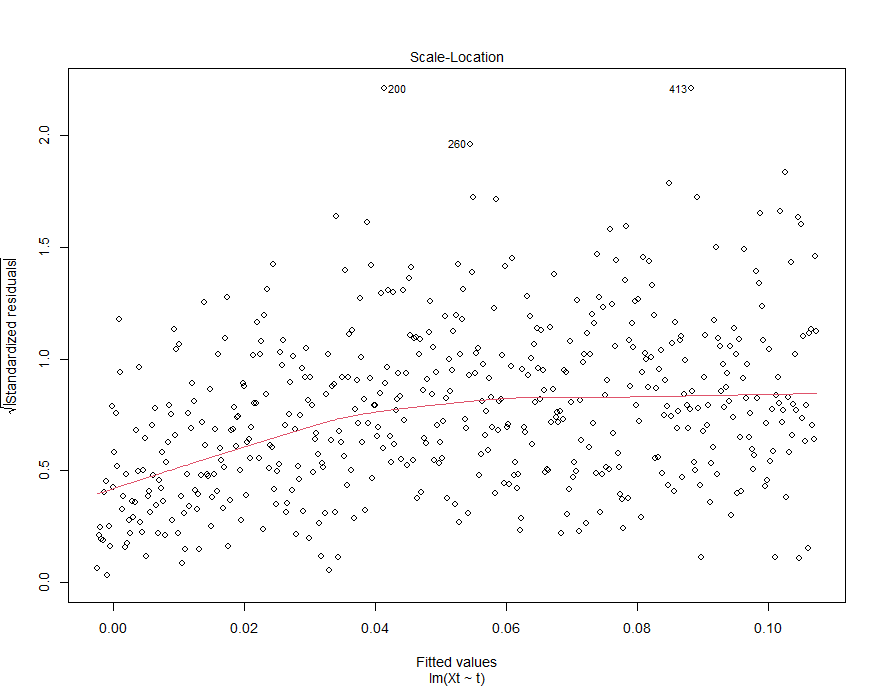 Scale-Location
√|Standardized residuals|
2.0
1.5
1.0
0.5
0.0
200
413
260
0.00 0.02 0.04 0.06 0.08 0.10
Fitted values
lm(Xt ~ t)